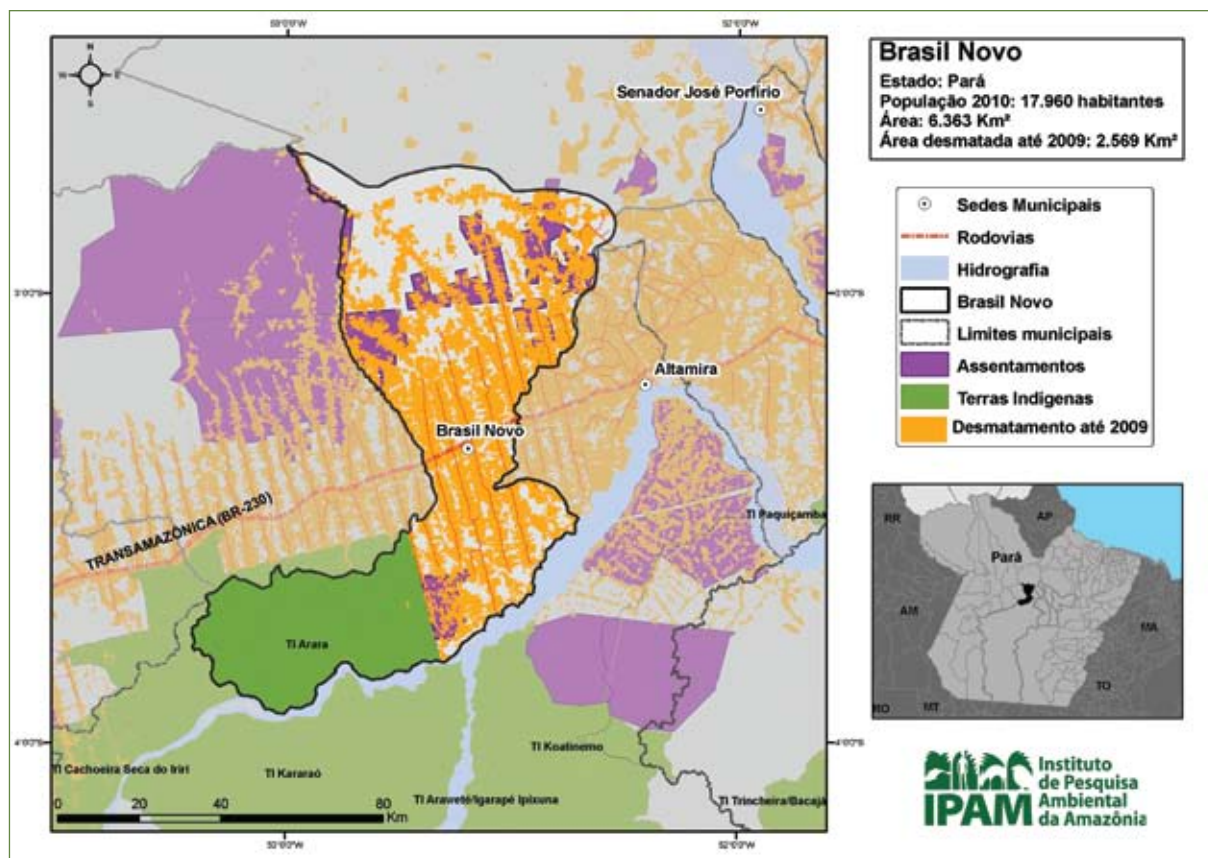 Brasil Novo
Estado: Pará
População 2010: 17.960 habitantes
Área: 6.363 Km²
Área desmatada até 2009: 2.569 Km²
Sedes Municipais
Rodovias
Hidrografia
Brasil Novo
Limites municipais
Assentamentos
Terras Indígenas
Desmatamento até 2009
N
W
E
S
Senador José Porfírio
Altamira
Brasil Novo
TRANSAMAZÔNICA (BR-230)
TI Paquiçamba
TI Arara
TI Koatinemo
TI Cachoeira Seca do Iriri
TI Kararaó
TI Araweté/Igarapé Ipixuna
TI Trincheira/Bacajá
0 20 40 80
Km
RR
AP
Pará
AM
MA
TO
RO
MT
IPAM
Instituto
de Pesquisa
Ambiental
da Amazônia